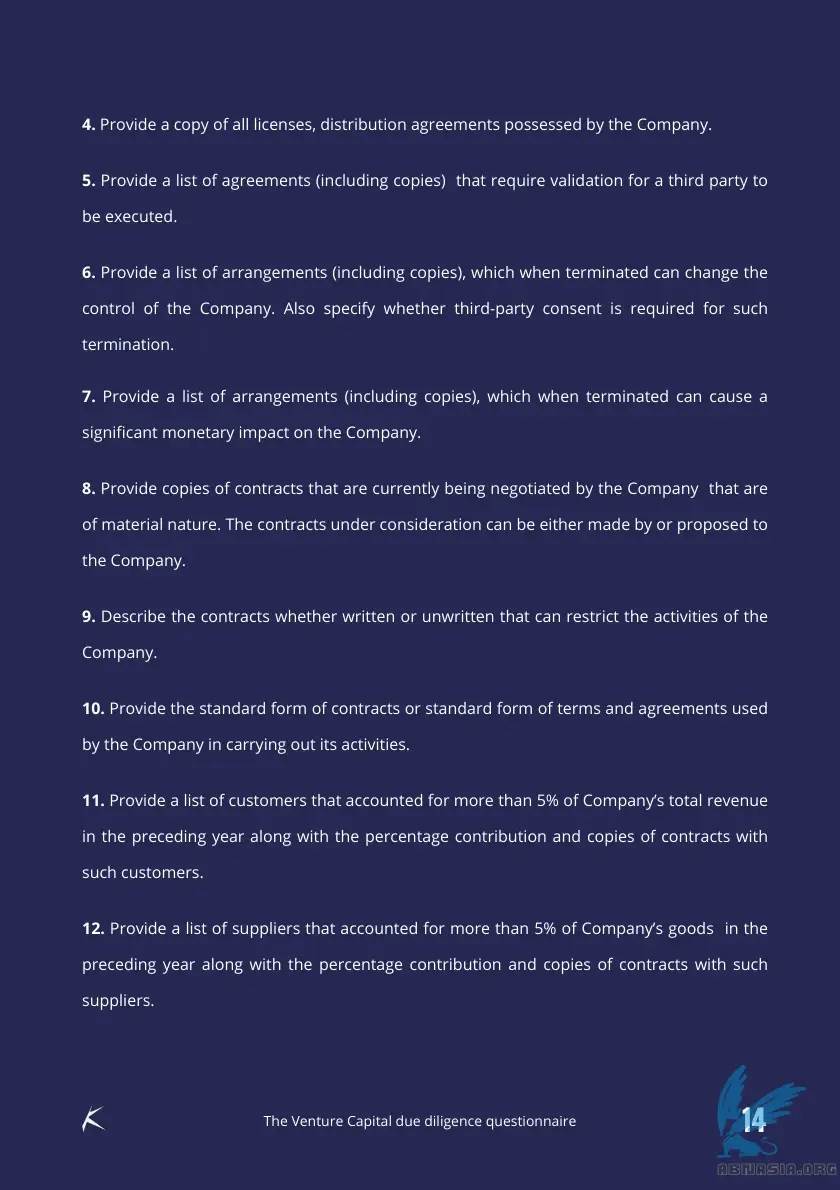 4. Provide a copy of all licenses, distribution agreements possessed by the Company.
5. Provide a list of agreements (including copies)  that require validation for a third party to
be executed.
6. Provide a list of arrangements (including copies), which when terminated can change the
control of the Company. Also specify whether third-party consent is required for such
termination.
7. Provide a list of arrangements (including copies), which when terminated can cause a
significant monetary impact on the Company.
8. Provide copies of contracts that are currently being negotiated by the Company  that are
of material nature. The contracts under consideration can be either made by or proposed to
the Company.
9. Describe the contracts whether written or unwritten that can restrict the activities of the
Company.
10. Provide the standard form of contracts or standard form of terms and agreements used
by the Company in carrying out its activities.
11. Provide a list of customers that accounted for more than 5% of Company’s total revenue
in the preceding year along with the percentage contribution and copies of contracts with
such customers.
12. Provide a list of suppliers that accounted for more than 5% of Company’s goods  in the
preceding year along with the percentage contribution and copies of contracts with such
suppliers.
The Venture Capital due diligence questionnaire
14
ABNASIA.ORG